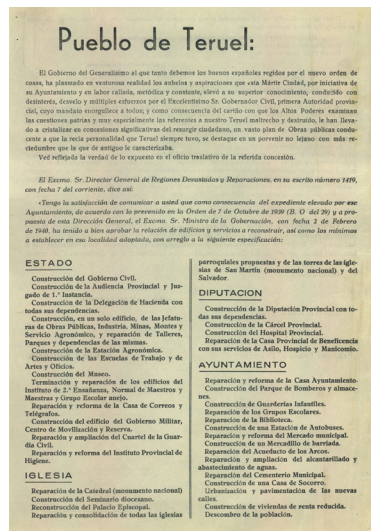 Pueblo de Teruel:
El Gobierno del Generalísimo al que tanto debemos los buenos españoles regidos por el nuevo orden de
cosas, ha plasmado en venturosa realidad los anhelos y aspiraciones que esta Mártir Ciudad, por iniciativa de
su Ayuntamiento y en labor callada, metódica y constante, elevó a su superior conocimiento, conducido con
desinterés, desvelo y múltiples esfuerzos por el Excelentísimo Sr. Gobernador Civil, primera Autoridad provin-
cial, cuyo mandato enorgullece a todos; y como consecuencia del cariño con que los Altos Poderes examinan
las cuestiones patrias y muy especialmente las referentes a nuestro Teruel maltrecho y destruido, le han lleva-
do a cristalizar en concesiones significativas del resurgir ciudadano, un vasto plan de Obras públicas condu-
cente a que la recia personalidad que Teruel siempre tuvo, se destaque en un porvenir no lejano con más re-
ciedumbre que la que de antiguo le caracterizaba.
Ved reflejada la verdad de lo expuesto en el oficio traslativo de la referida concesión.
El Excmo. Sr. Director General de Regiones Devastadas y Reparaciones, en su escrito número 1419,
con fecha 7 del corriente, dice así:
«Tengo la satisfacción de comunicar a usted que como consecuencia del expediente elevado por ese
Ayuntamiento, de acuerdo con lo prevenido en la Orden de 7 de Octubre de 1939 (B. O del 29) y a pro-
puesta de esta Dirección General, el Excmo. Sr. Ministro de la Gobernación, con fecha 2 de Febrero
de 1940, ha tenido a bien aprobar la relación de edificios y servicios a reconstruir, así como los mínimos
a establecer en esa localidad adoptada, con arreglo a la siguiente especificación:
ESTADO
Construcción del Gobierno Civil.
Construcción de la Audiencia Provincial y Juz-
gado de 1.ª Instancia.
Construcción de la Delegación de Hacienda con
todas sus dependencias.
Construcción, en un solo edificio, de las Jefatu-
ras de Obras Públicas, Industria, Minas, Montes y
Servicio Agronómico, y reparación de Talleres,
Parques y dependencias de las mismas.
Construcción de la Estación Agronómica.
Construcción de las Escuelas de Trabajo y de
Artes y Oficios.
Construcción del Museo.
Terminación y reparación de los edificios del
Instituto de 2.ª Enseñanza, Normal de Maestros y
Maestras y Grupo Escolar anejo.
Reparación y reforma de la Casa de Correos y
Telégrafos.
Construcción del edificio del Gobierno Militar,
Centro de Movilización y Reserva.
Reparación y ampliación del Cuartel de la Guar-
dia Civil.
Reparación y reforma del Instituto Provincial de
Higiene.
IGLESIA
Reparación de la Catedral (monumento nacional)
Construcción del Seminario diocesano.
Reconstrucción del Palacio Episcopal.
Reparación y consolidación de todas las iglesias
parroquiales propuestas y de las torres de las igle-
sias de San Martín (monumento nacional) y del
Salvador.
DIPUTACION
Construcción de la Diputación Provincial con to-
das sus dependencias.
Construcción de la Cárcel Provincial.
Construcción del Hospital Provincial.
Reparación de la Casa Provincial de Beneficencia
con sus servicios de Asilo, Hospicio y Manicomio.
AYUNTAMIENTO
Reparación y reforma de la Casa Ayuntamiento
Construcción del Parque de Bomberos y almace-
nes.
Construcción de Guarderías Infantiles.
Reparación de los Grupos Escolares.
Reparación de la Biblioteca.
Construcción de una Estación de Autobuses.
Reparación y reforma del Mercado municipal.
Construcción de un Mercadillo de barriada.
Reparación del Acueducto de los Arcos.
Reparación y ampliación del alcantarillado y
abastecimiento de aguas.
Reparación del Cementerio Municipal.
Construcción de una Casa de Socorro.
Urbanización y pavimentación de las nuevas
calles.
Construcción de viviendas de renta reducida.
Descombro de la población.